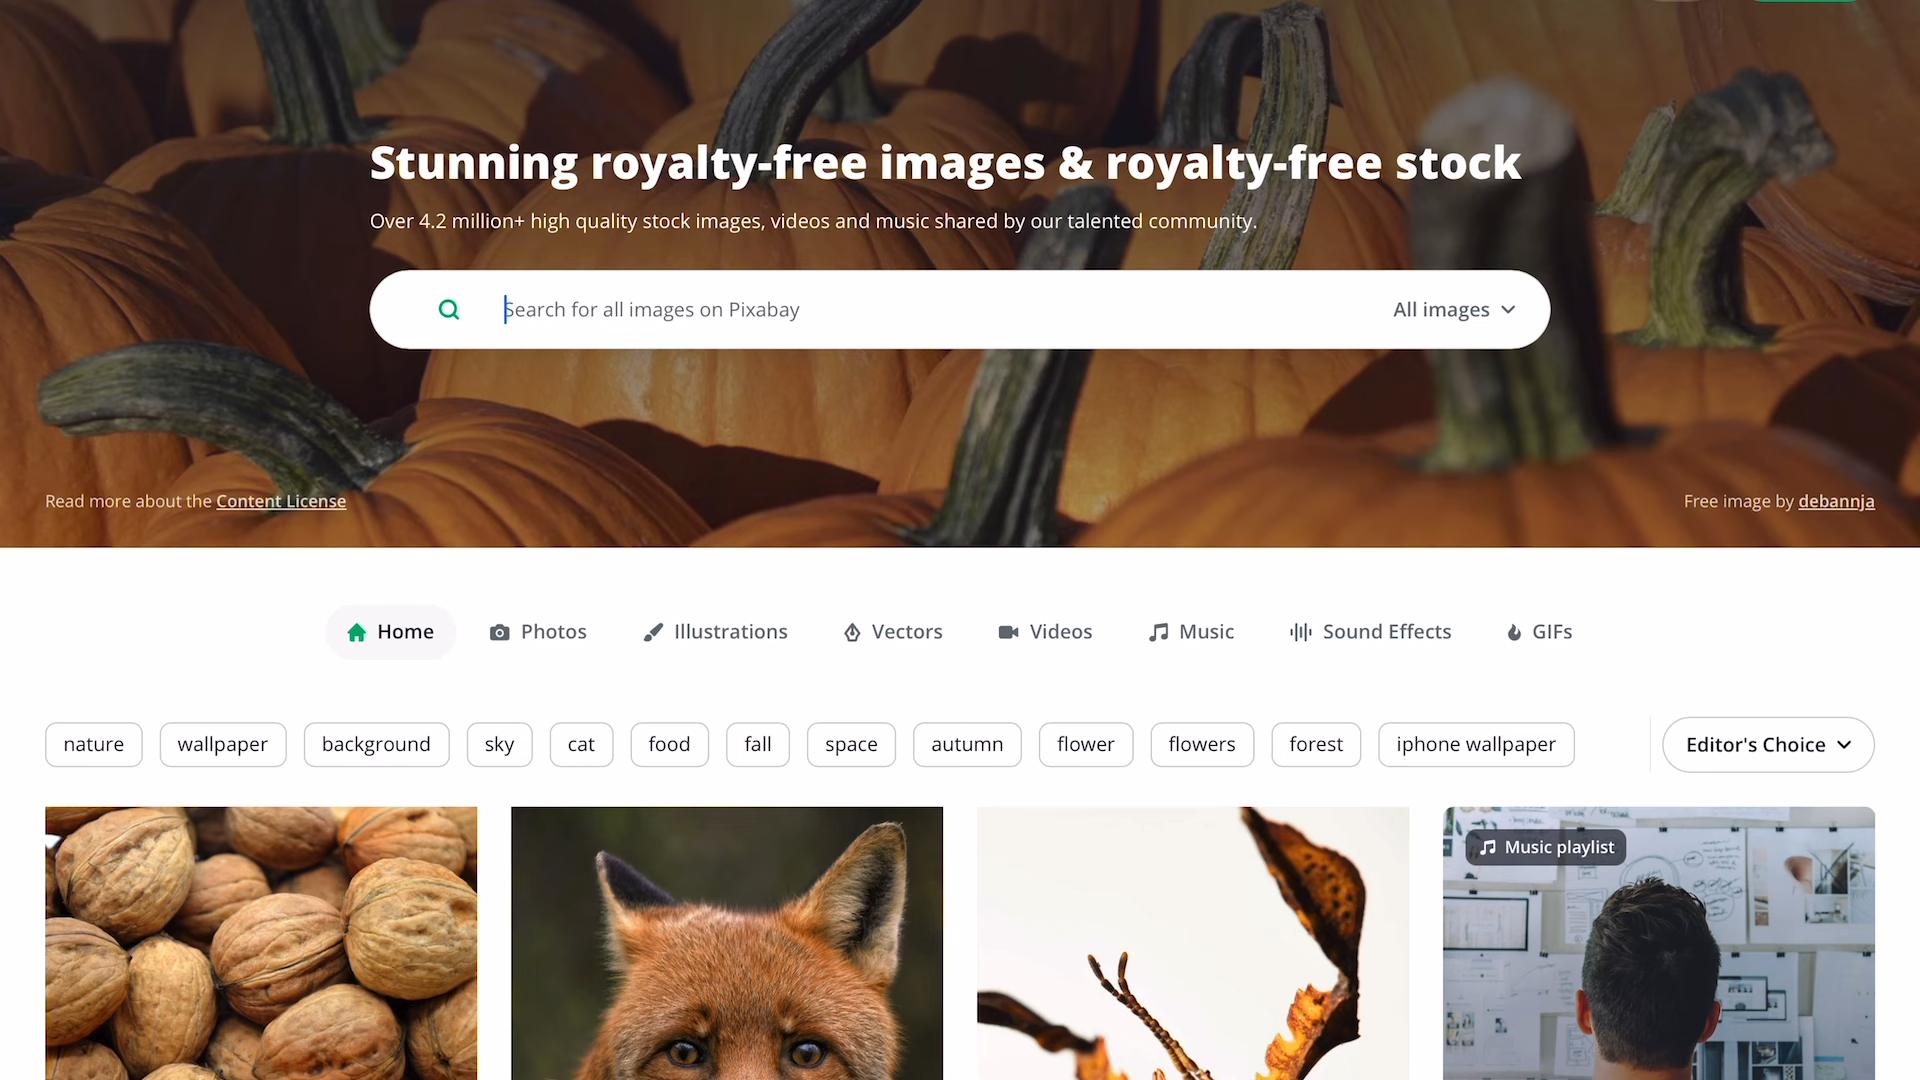 Stunning royalty-free images & royalty-free stock
Over 4.2 million+ high quality stock images, videos and music shared by our talented community.
Search for all images on Pixabay
All images
Read more about the Content License
Free image by debannja
Home
Photos
Illustrations
Vectors
Videos
Music
Sound Effects
GIFs
nature
wallpaper
background
sky
cat
food
fall
space
autumn
flower
flowers
forest
iphone wallpaper
Editor's Choice
Music playlist